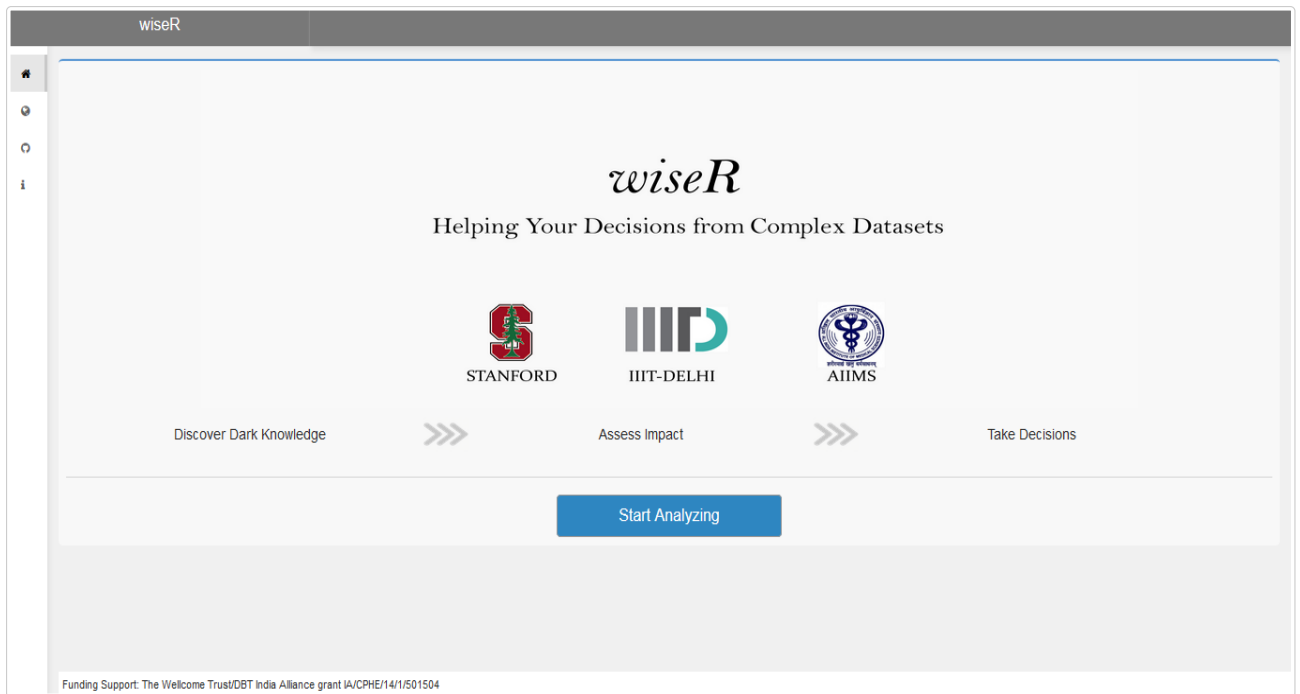 wiseR
wiseR
Helping Your Decisions from Complex Datasets
STANFORD
IIIT-DELHI
AIIMS
Discover Dark Knowledge
Assess Impact
Take Decisions
Start Analyzing
Funding Support: The Wellcome Trust/DBT India Alliance grant IA/CPHE/14/1/501504